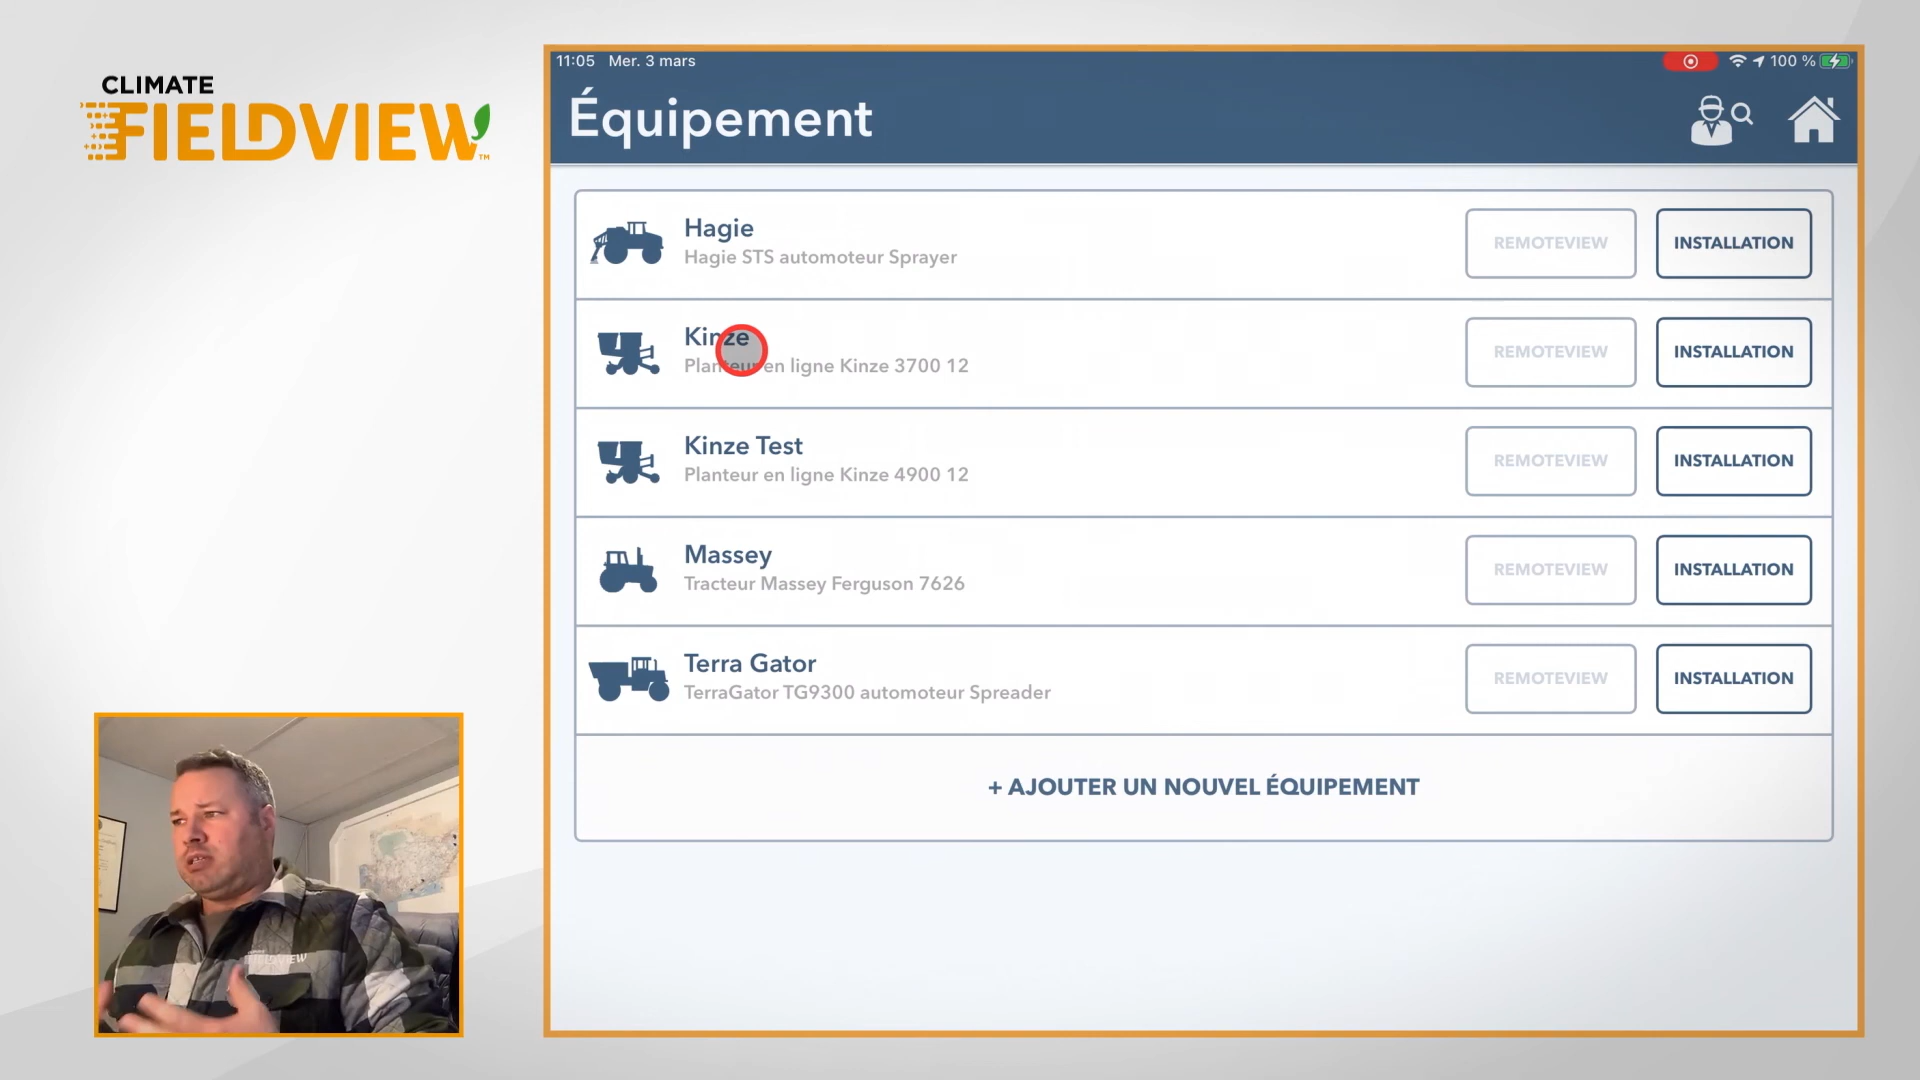 CLIMATE
FIELDVIEW™
11:05 Mer. 3 mars
100 %
Équipement
Hagie
Hagie STS automoteur Sprayer
REMOTEVIEW
INSTALLATION
Kinze
Planteur en ligne Kinze 3700 12
REMOTEVIEW
INSTALLATION
Kinze Test
Planteur en ligne Kinze 4900 12
REMOTEVIEW
INSTALLATION
Massey
Tracteur Massey Ferguson 7626
REMOTEVIEW
INSTALLATION
Terra Gator
TerraGator TG9300 automoteur Spreader
REMOTEVIEW
INSTALLATION
+ AJOUTER UN NOUVEL ÉQUIPEMENT
FIELDVIEW